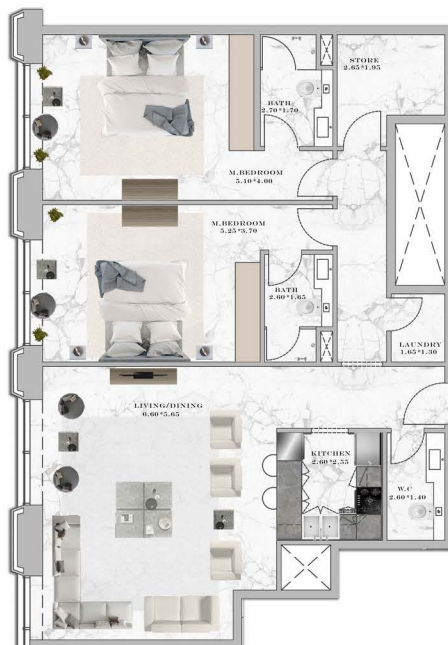 STORE
2.65*1.95
BATH
2.70*1.70
M.BEDROOM
5.10*4.00
M.BEDROOM
5.25*3.70
BATH
2.60*1.65
LAUNDRY
1.65*1.30
LIVING/DINING
6.60*5.65
KITCHEN
2.60*2.55
W.C
2.60*1.40